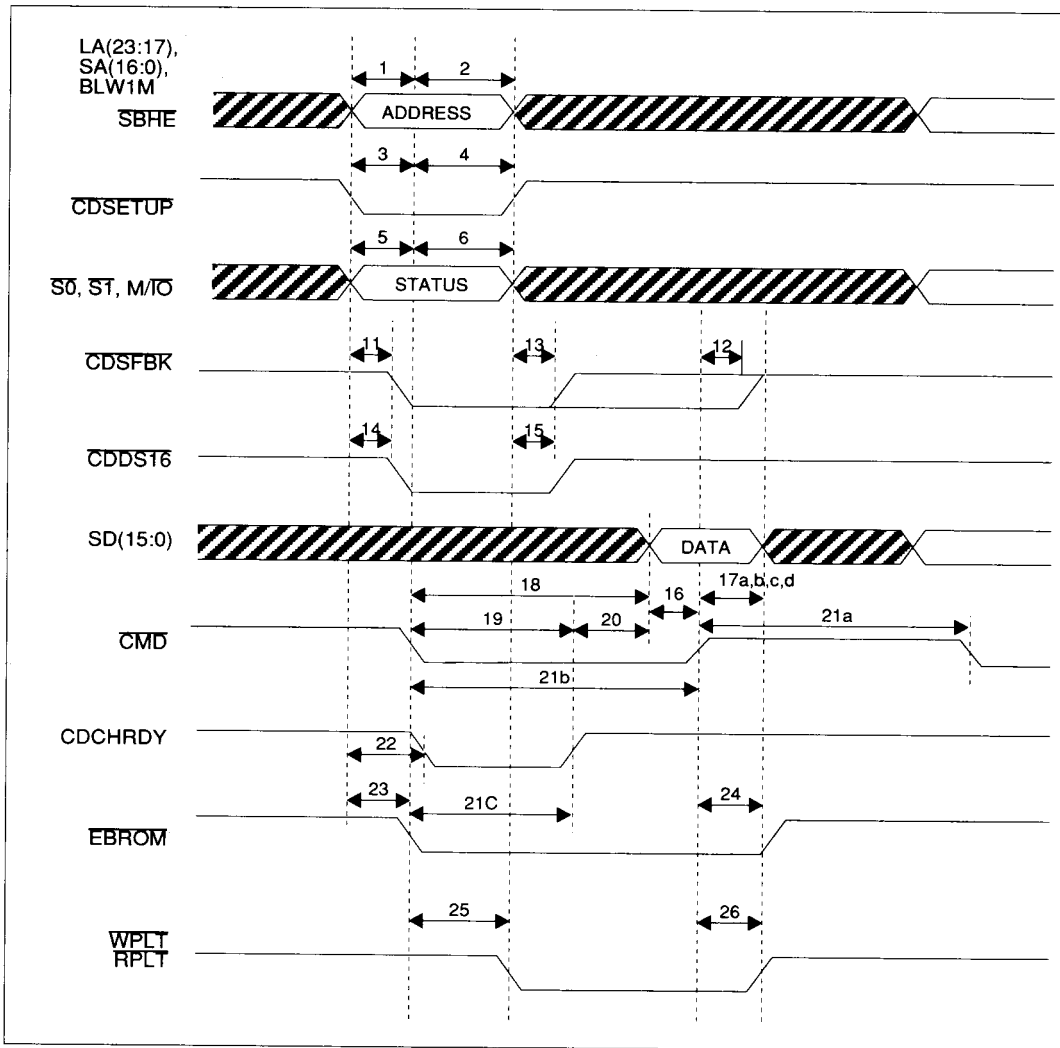 LA(23:17),
SA(16:0),
BLW1M
SBHE
1 2
ADDRESS
3 4
CDSETUP
5 6
S0, S1, M/IO
STATUS
11 13 12
CDSFBK
14 15
CDDS16
SD(15:0)
DATA
18 16 17a,b,c,d
19 20 21a
CMD
21b
CDCHRDY
22
23 21C 24
EBROM
25 26
WPLT
RPLT